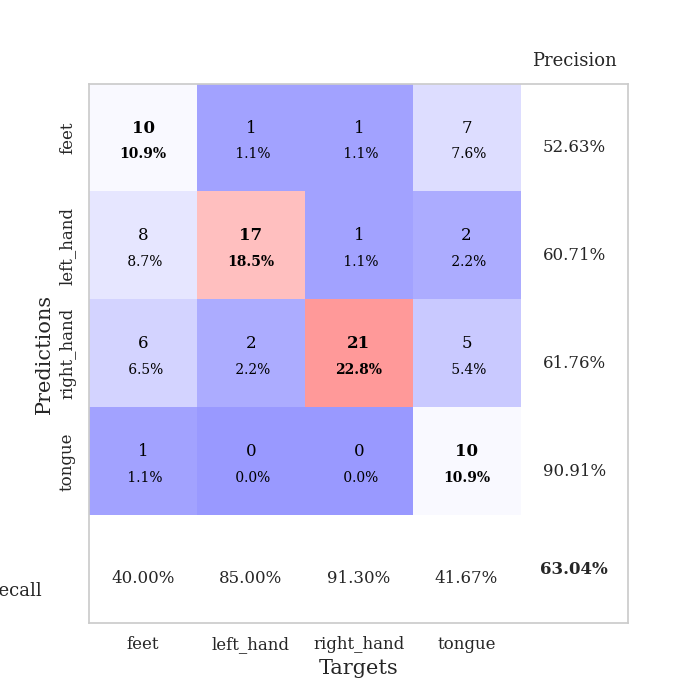 Precision
feet 10 1 1 7 52.63%
10.9% 1.1% 1.1% 7.6%
left_hand 8 17 1 2 60.71%
8.7% 18.5% 1.1% 2.2%
right_hand 6 2 21 5 61.76%
6.5% 2.2% 22.8% 5.4%
tongue 1 0 0 10 90.91%
1.1% 0.0% 0.0% 10.9%
Predictions
ecall 40.00% 85.00% 91.30% 41.67% 63.04%
feet left_hand right_hand tongue
Targets